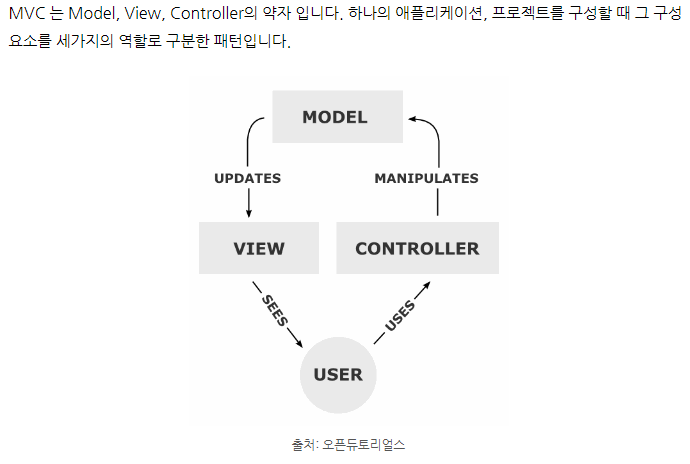 MVC 는 Model, View, Controller의 약자 입니다. 하나의 애플리케이션, 프로젝트를 구성할 때 그 구성
요소를 세가지의 역할로 구분한 패턴입니다.
MODEL
UPDATES
MANIPULATES
VIEW
CONTROLLER
SEES
USES
USER
출처: 오픈듀토리얼스